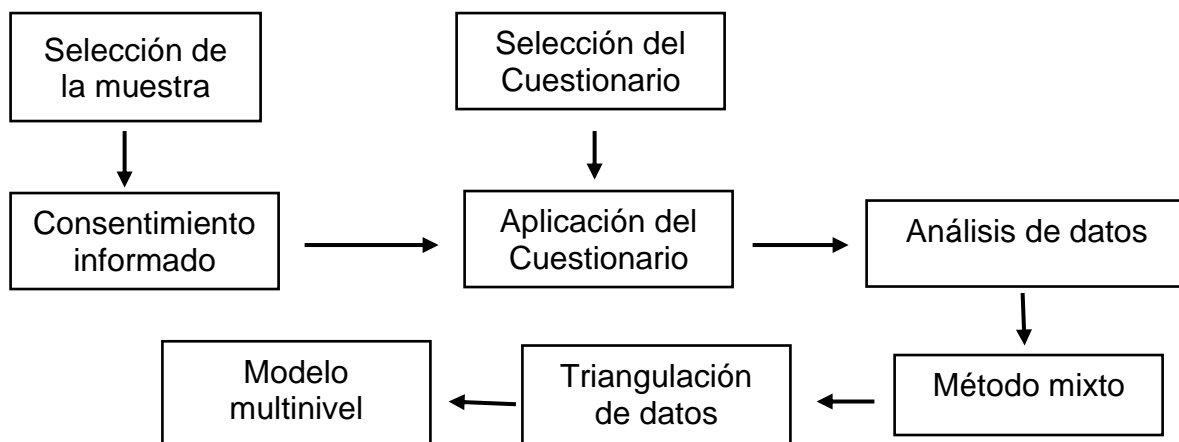 Selección de
la muestra
Selección del
Cuestionario
Consentimiento
informado
Aplicación del
Cuestionario
Análisis de datos
Modelo
multinivel
Triangulación
de datos
Método mixto